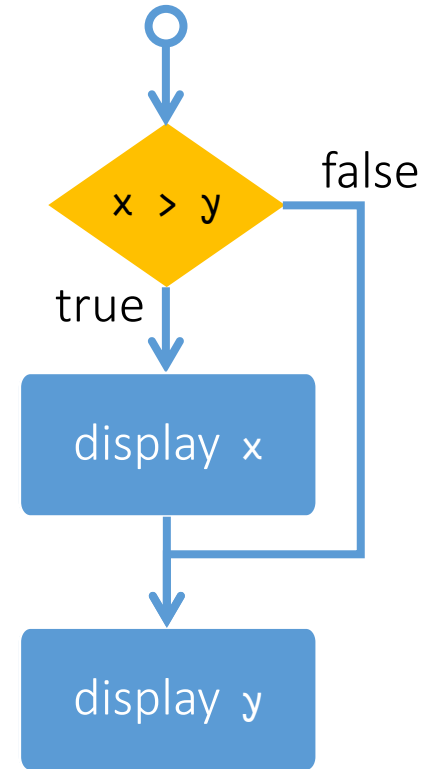 x > y
false
true
display x
display y